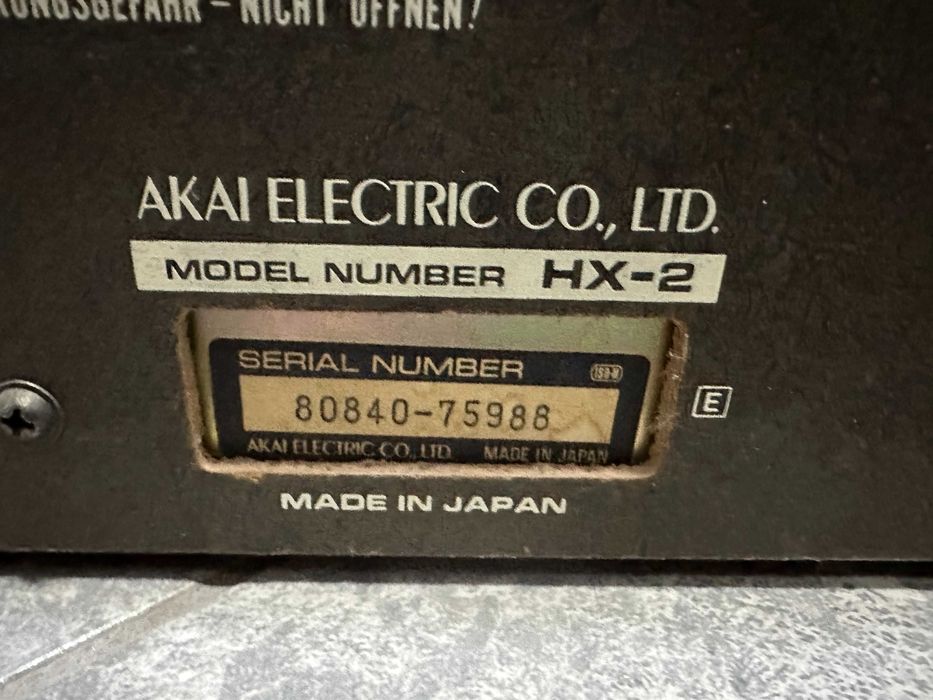 – NICHT ÖFFNEN!
AKAI ELECTRIC CO., LTD.
MODEL NUMBER HX-2
SERIAL NUMBER
80840-75988
E
AKAI ELECTRIC CO., LTD. MADE IN JAPAN
MADE IN JAPAN